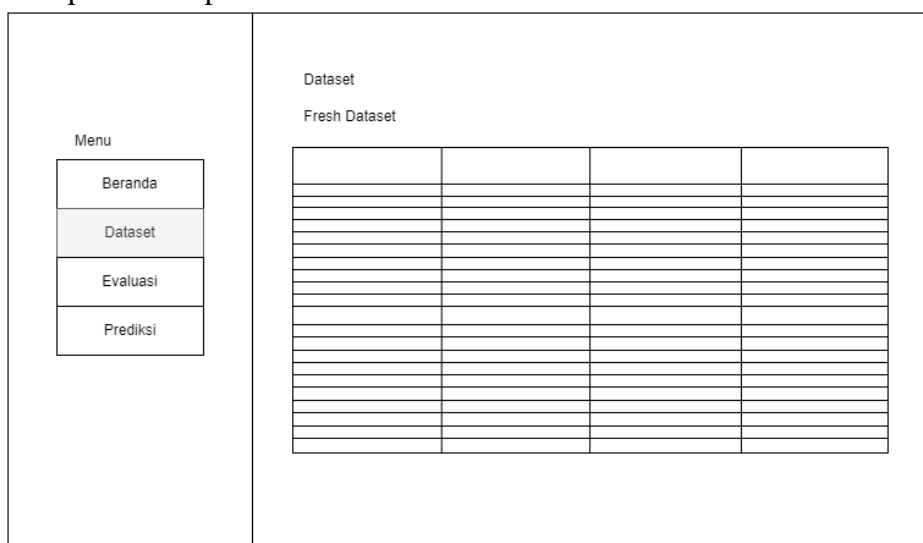 Menu
Beranda
Dataset
Evaluasi
Prediksi
Dataset
Fresh Dataset